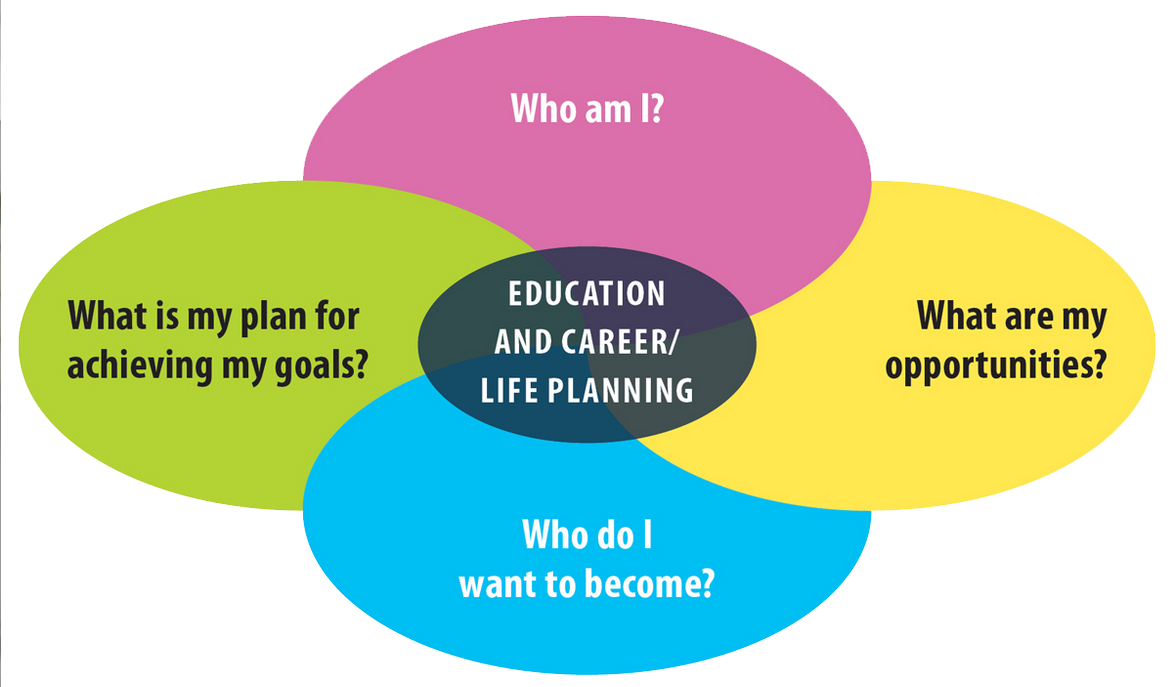 Who am I?
What is my plan for
achieving my goals?
EDUCATION
AND CAREER/
LIFE PLANNING
What are my
opportunities?
Who do I
want to become?